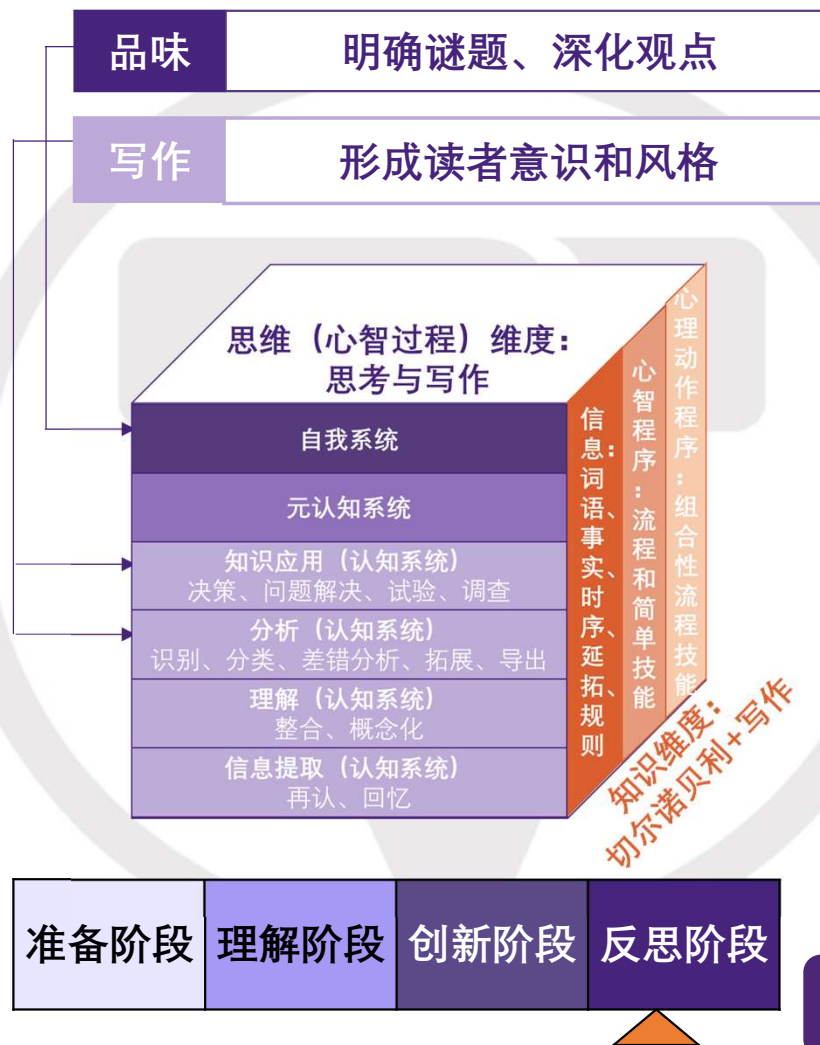 品味
明确谜题、深化观点
写作
形成读者意识和风格
思维（心智过程）维度：
思考与写作
自我系统
元认知系统
知识应用（认知系统）
决策、问题解决、试验、调查
分析（认知系统）
识别、分类、差错分析、拓展、导出
理解（认知系统）
整合、概念化
信息提取（认知系统）
再认、回忆
信息：词语、事实、时序、延拓、规则
心智程序：流程和简单技能
心理动作程序：组合性流程技能
知识维度：
切尔诺贝利+写作
准备阶段
理解阶段
创新阶段
反思阶段